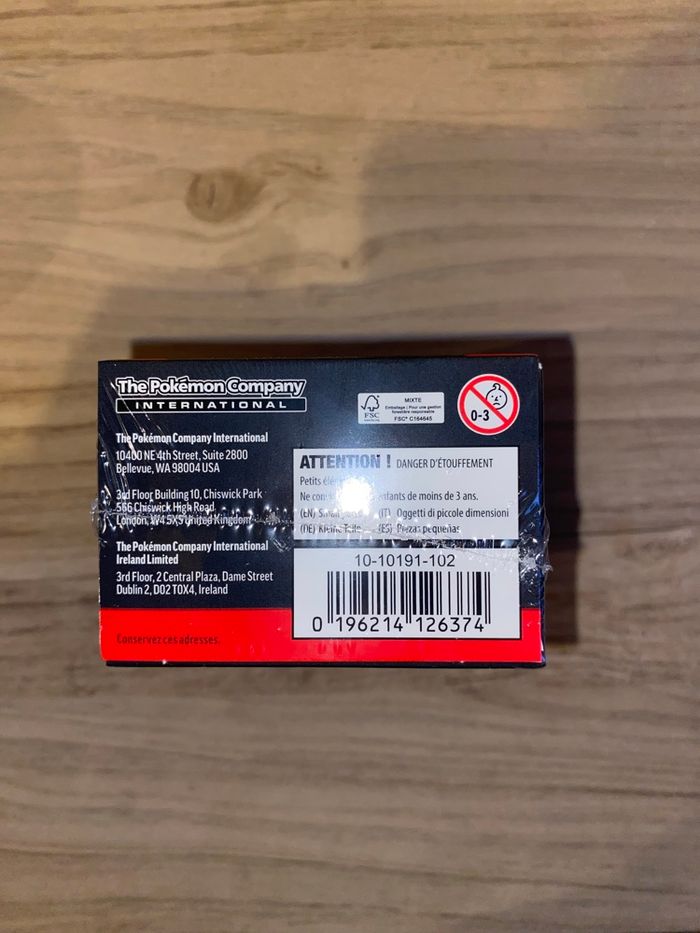 The Pokémon Company
INTERNATIONAL
The Pokémon Company International
10400 NE 4th Street, Suite 2800
Bellevue, WA 98004 USA
3rd Floor Building 10, Chiswick Park
566 Chiswick High Road
London, W4 5XS United Kingdom
The Pokémon Company International
Ireland Limited
3rd Floor, 2 Central Plaza, Dame Street
Dublin 2, D02 T0X4, Ireland
Conservez ces adresses.
FSC
MIXTE
Emballage | Pour une gestion
forestière responsable
FSC® C164645
0-3
ATTENTION ! DANGER D'ÉTOUFFEMENT
Petits
Ne enfants de moins de 3 ans.
(EN) Small (IT) Oggetti di piccole dimensioni
(DE) Kleine Teile (ES) Piezas pequeñas
10-10191-102
0 196214 126374